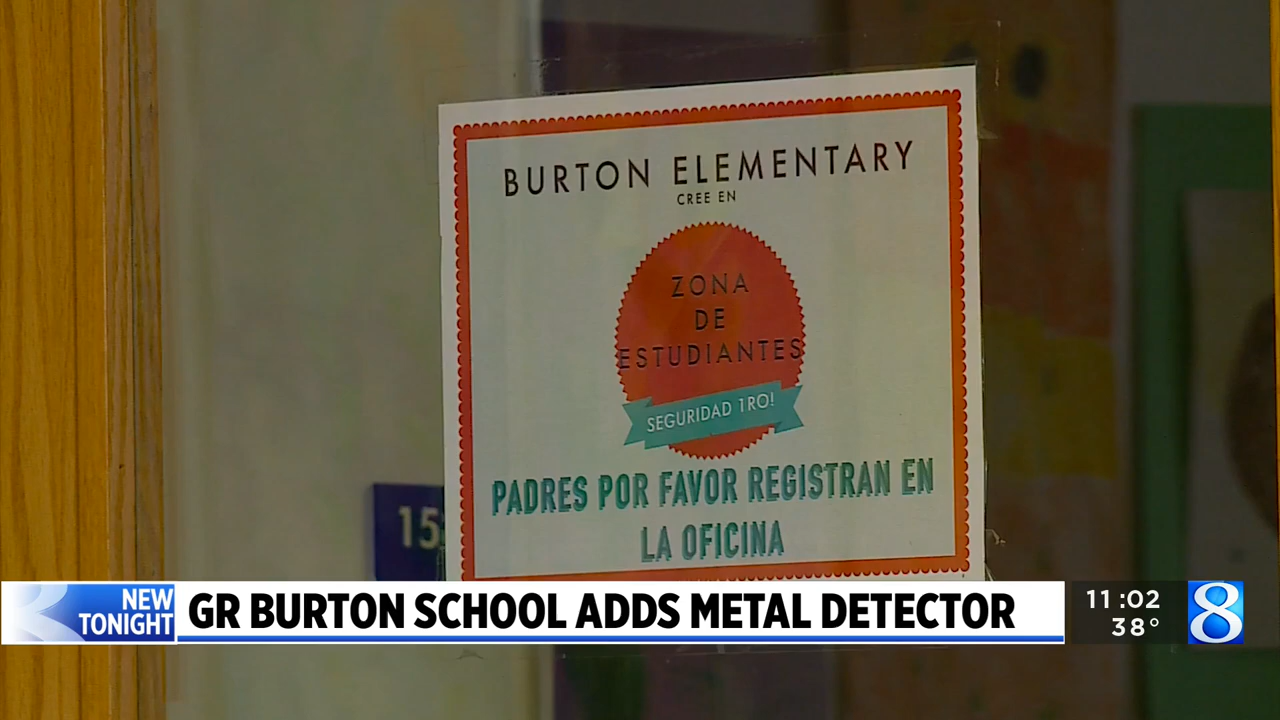 BURTON ELEMENTARY
CREE EN
ZONA
DE
ESTUDIANTES
SEGURIDAD 1RO!
PADRES POR FAVOR REGISTRAN EN
LA OFICINA
15
NEW
TONIGHT
GR BURTON SCHOOL ADDS METAL DETECTOR
11:02
38°
8